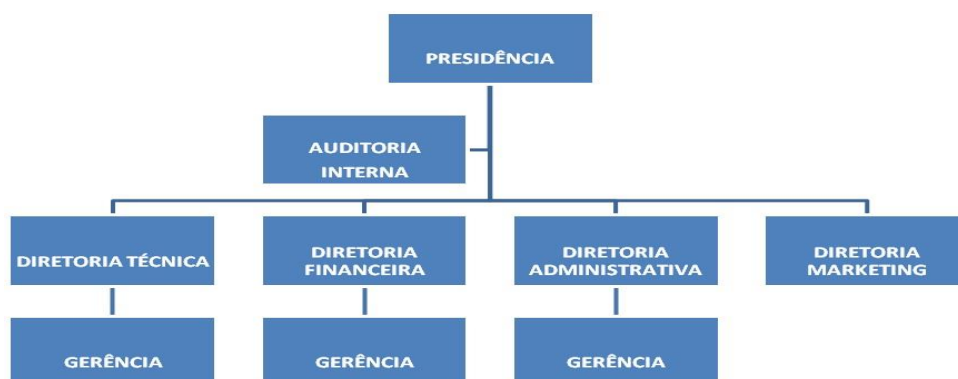 PRESIDÊNCIA
AUDITORIA
INTERNA
DIRETORIA TÉCNICA
DIRETORIA
FINANCEIRA
DIRETORIA
ADMINISTRATIVA
DIRETORIA
MARKETING
GERÊNCIA
GERÊNCIA
GERÊNCIA